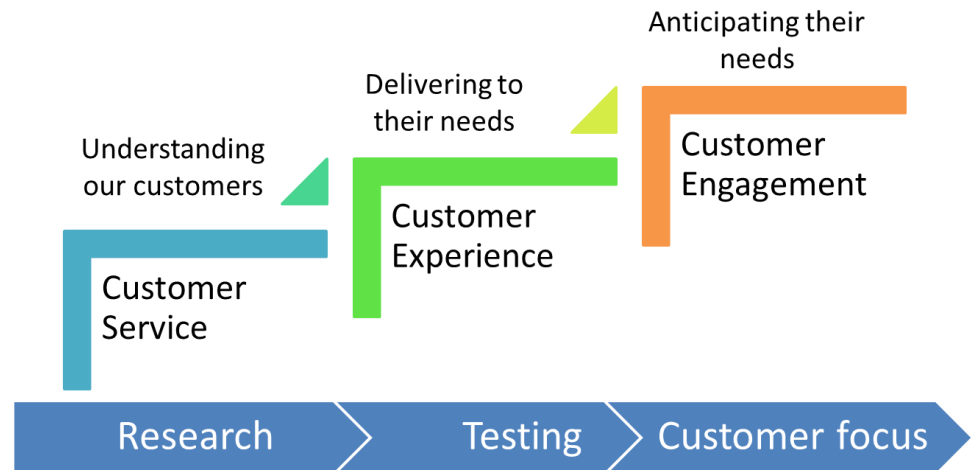 Understanding
our customers
Customer
Service
Delivering to
their needs
Customer
Experience
Anticipating their
needs
Customer
Engagement
Research
Testing
Customer focus